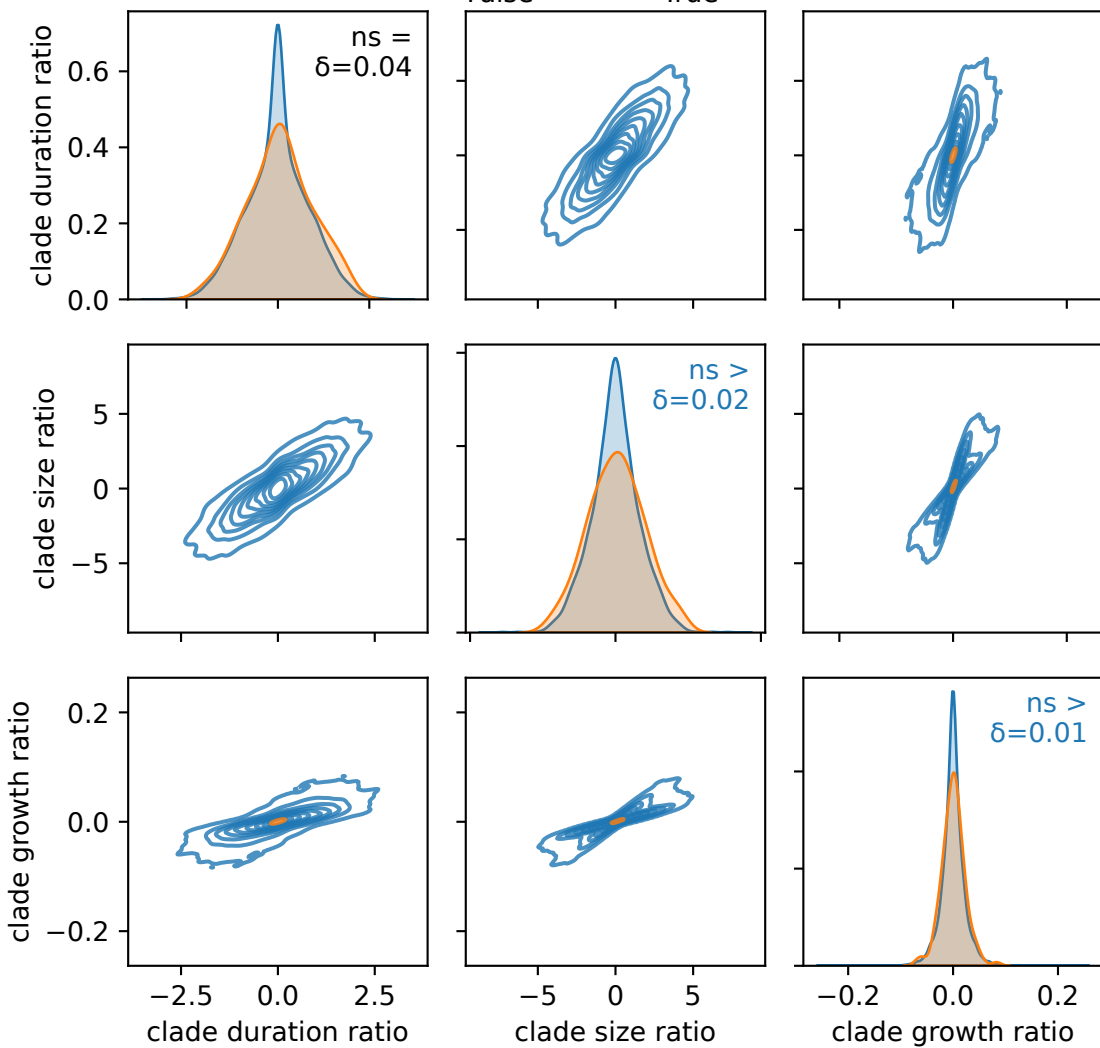 clade duration ratio
0.6
0.4
0.2
0.0
ns =
δ=0.04
clade size ratio
5
0
−5
ns >
δ=0.02
clade growth ratio
0.2
0.0
−0.2
ns >
δ=0.01
−2.5 0.0 2.5
−5 0 5
−0.2 0.0 0.2
clade duration ratio
clade size ratio
clade growth ratio